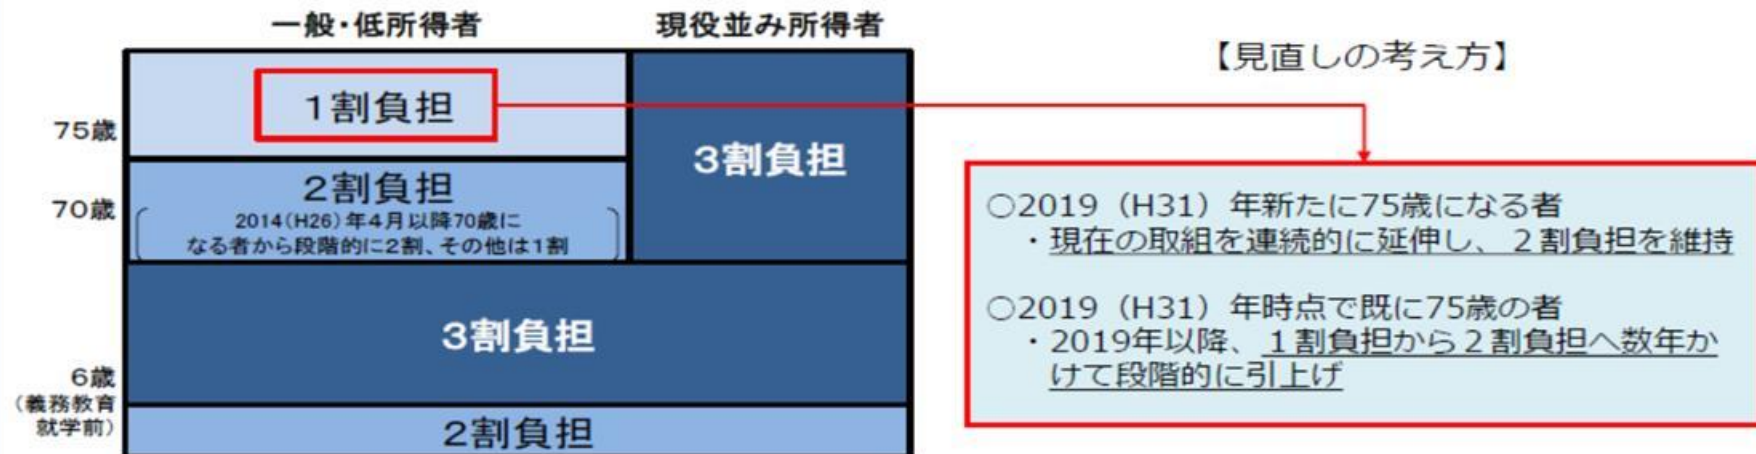 一般・低所得者
現役並み所得者
【見直しの考え方】
1割負担
75歳
3割負担
2割負担
70歳
2014(H26)年4月以降70歳に
なる者から段階的に2割、その他は1割
○2019（H31）年新たに75歳になる者
・現在の取組を連続的に延伸し、２割負担を維持
○2019（H31）年時点で既に75歳の者
・2019年以降、１割負担から２割負担へ数年か
けて段階的に引上げ
3割負担
6歳
（義務教育
就学前）
2割負担